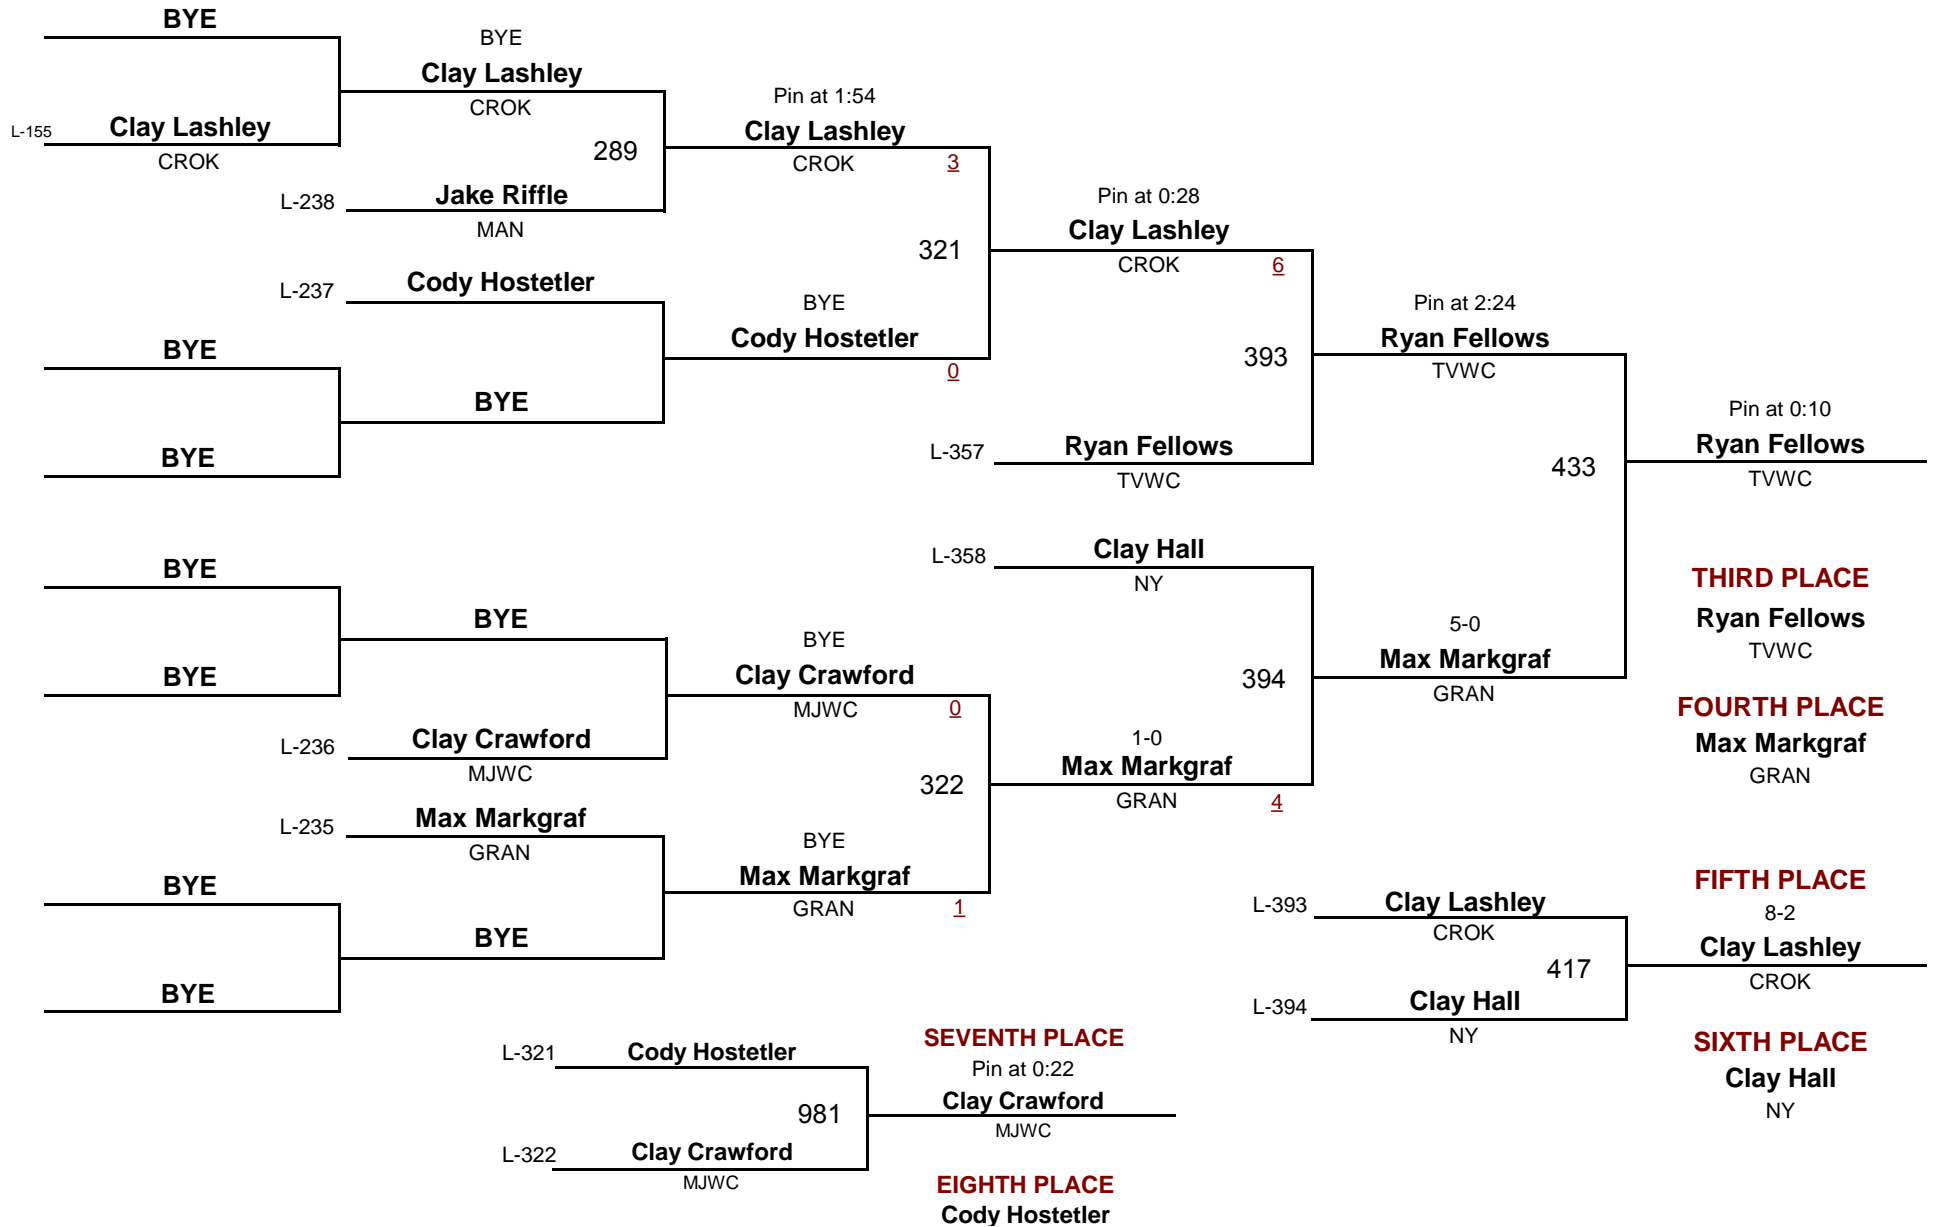 BYE
BYE
Clay Lashley
CROK
Pin at 1:54
L-155
Clay Lashley
CROK
289
Clay Lashley
CROK
3
L-238
Jake Riffle
MAN
Pin at 0:28
Clay Lashley
CROK
6
321
L-237
Cody Hostetler
BYE
Cody Hostetler
0
Pin at 2:24
Ryan Fellows
TVWC
393
BYE
BYE
BYE
L-357
Ryan Fellows
TVWC
433
Pin at 0:10
Ryan Fellows
TVWC
BYE
L-358
Clay Hall
NY
THIRD PLACE
Ryan Fellows
TVWC
BYE
BYE
BYE
Clay Crawford
MJWC
0
394
5-0
Max Markgraf
GRAN
FOURTH PLACE
Max Markgraf
GRAN
L-236
Clay Crawford
MJWC
322
1-0
Max Markgraf
GRAN
4
L-235
Max Markgraf
GRAN
BYE
Max Markgraf
GRAN
1
BYE
BYE
BYE
L-393
Clay Lashley
CROK
417
FIFTH PLACE
8-2
Clay Lashley
CROK
L-394
Clay Hall
NY
SIXTH PLACE
Clay Hall
NY
L-321
Cody Hostetler
981
SEVENTH PLACE
Pin at 0:22
Clay Crawford
MJWC
L-322
Clay Crawford
MJWC
EIGHTH PLACE
Cody Hostetler